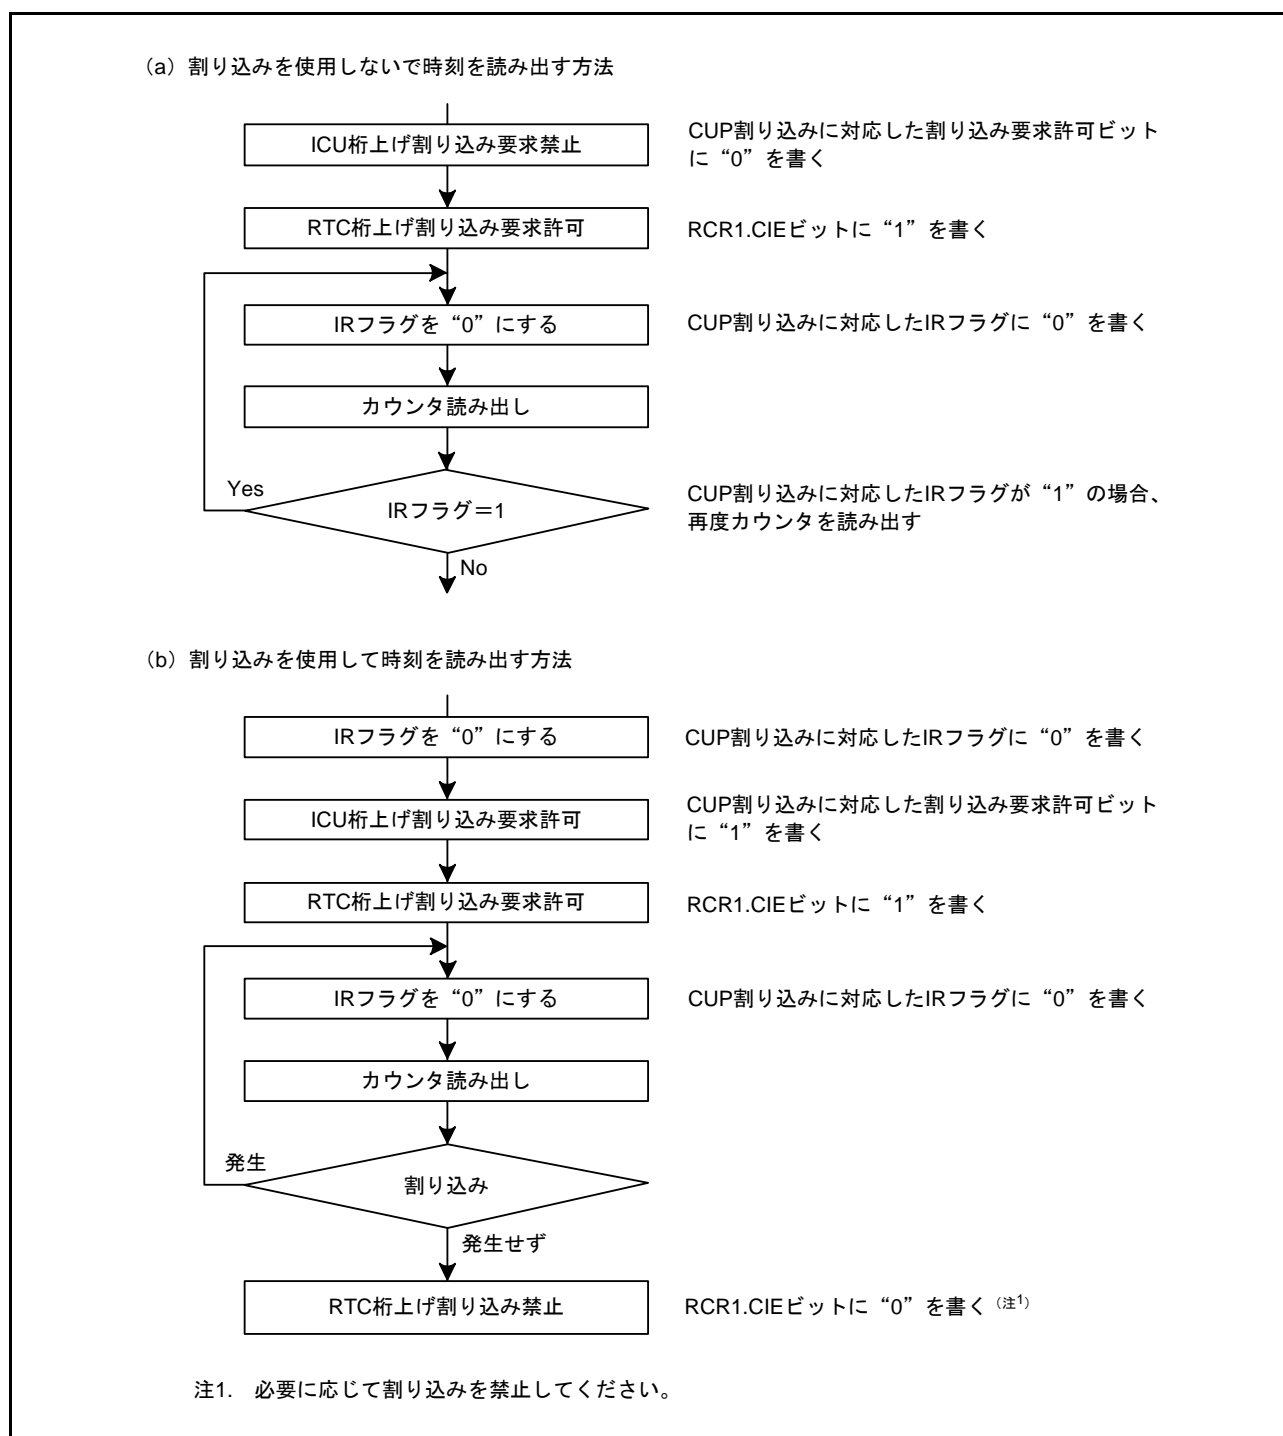 (a) 割り込みを使用しないで時刻を読み出す方法
ICU桁上げ割り込み要求禁止
CUP割り込みに対応した割り込み要求許可ビット
に“0”を書く
RTC桁上げ割り込み要求許可
RCR1.CIEビットに“1”を書く
IRフラグを“0”にする
CUP割り込みに対応したIRフラグに“0”を書く
カウンタ読み出し
Yes
IRフラグ＝1
CUP割り込みに対応したIRフラグが“1”の場合、
再度カウンタを読み出す
No
(b) 割り込みを使用して時刻を読み出す方法
IRフラグを“0”にする
CUP割り込みに対応したIRフラグに“0”を書く
ICU桁上げ割り込み要求許可
CUP割り込みに対応した割り込み要求許可ビット
に“1”を書く
RTC桁上げ割り込み要求許可
RCR1.CIEビットに“1”を書く
IRフラグを“0”にする
CUP割り込みに対応したIRフラグに“0”を書く
カウンタ読み出し
発生
割り込み
発生せず
RTC桁上げ割り込み禁止
RCR1.CIEビットに“0”を書く（注1）
注1. 必要に応じて割り込みを禁止してください。